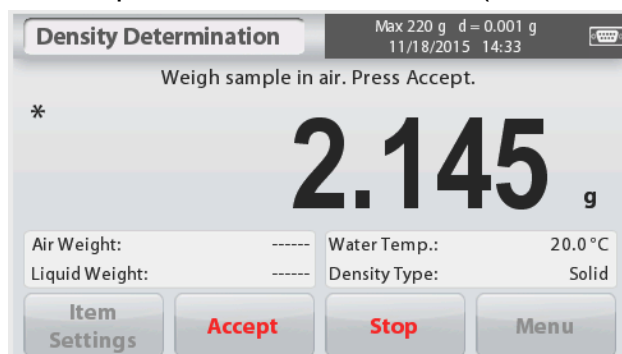 Density Determination
Max 220 g d = 0.001 g
11/18/2015 14:33
Weigh sample in air. Press Accept.
*
2.145 g
Air Weight: ------
Water Temp.: 20.0 °C
Liquid Weight: ------
Density Type: Solid
Item Settings
Accept
Stop
Menu